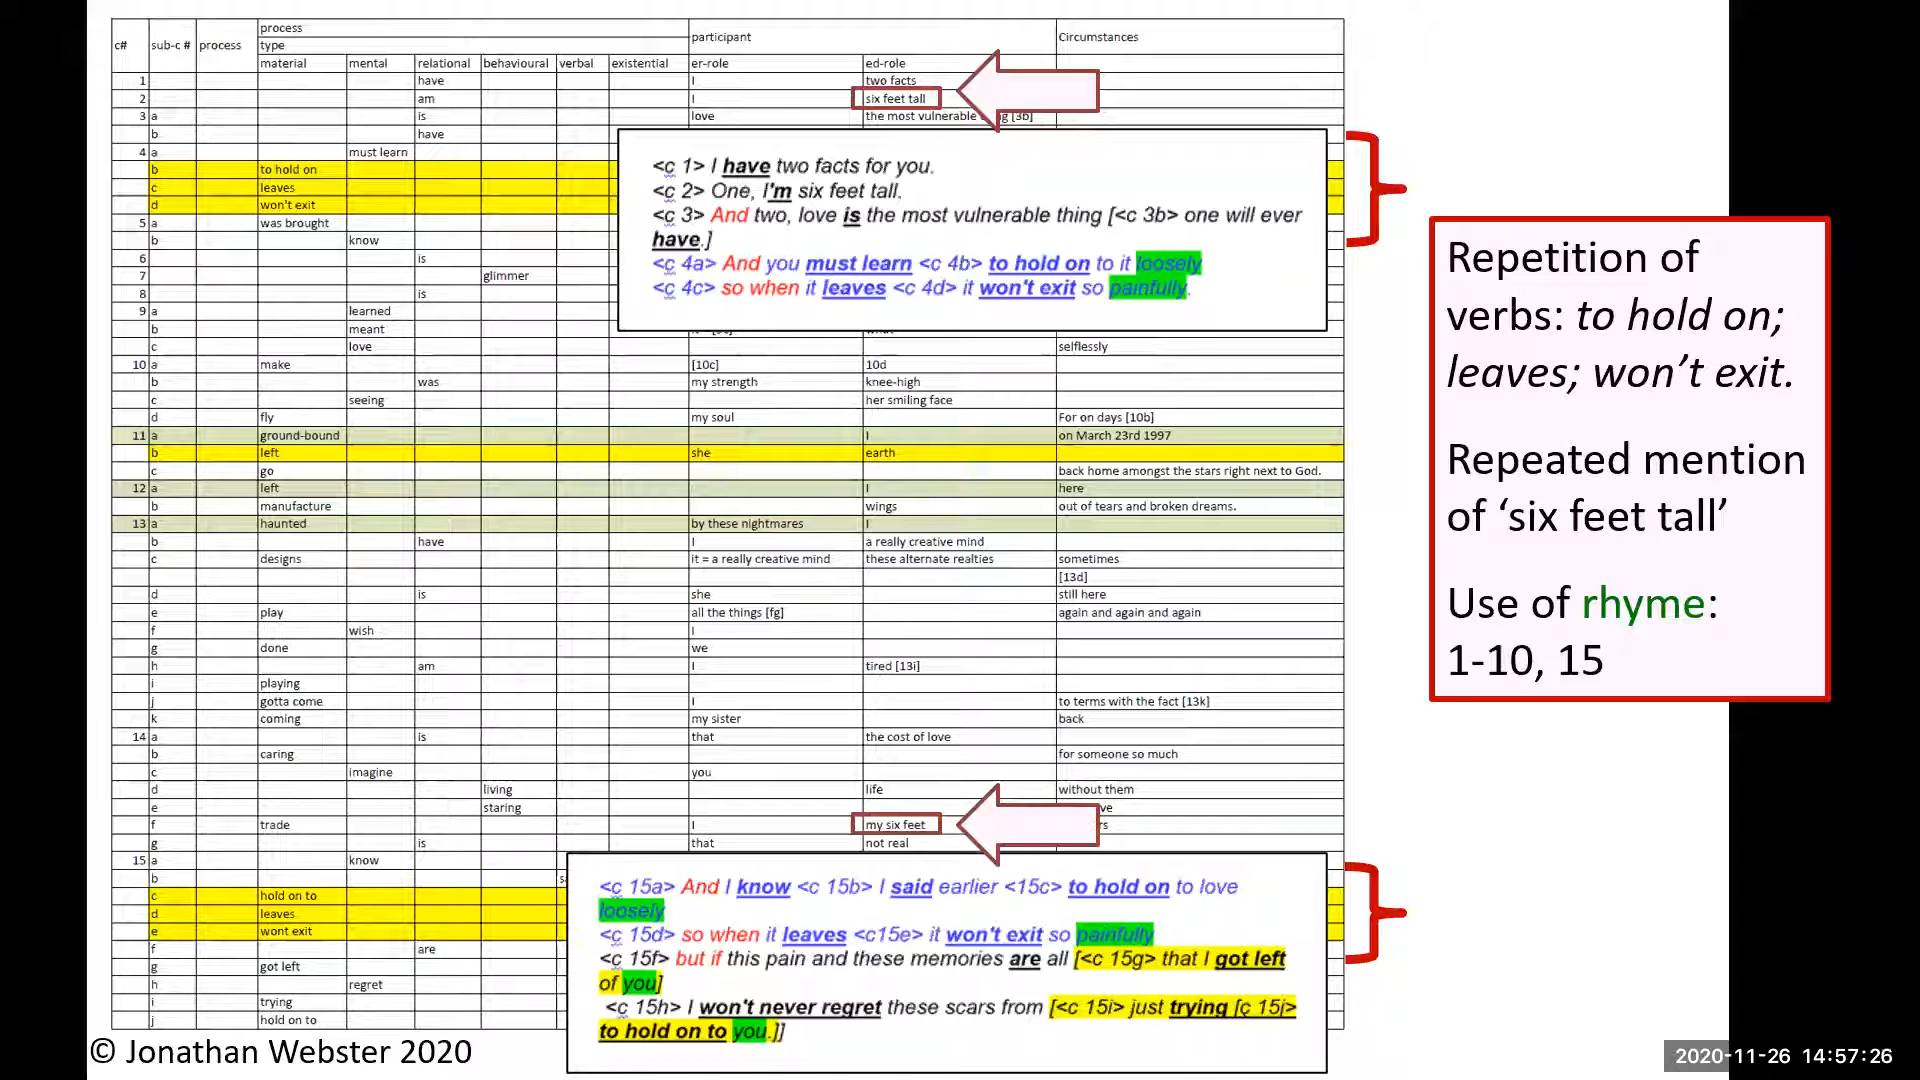 process
c# sub-c # process type participant Circumstances
material mental relational behavioural verbal existential er-role ed-role
1 have I two facts
2 am I six feet tall
3 a is love the most vulnerable g [3b]
b have
4 a must learn
b to hold on
c leaves
d won't exit
5 a was brought
b know
6 is
7 glimmer
8 is
9 a learned
b meant
c love selflessly
10 a make [10c] 10d
b was my strength knee-high
c seeing her smiling face
d fly my soul For on days [10b]
11 a ground-bound I on March 23rd 1997
b left she earth
c go back home amongst the stars right next to God.
12 a left I here
b manufacture wings out of tears and broken dreams.
13 a haunted by these nightmares I
b have I a really creative mind
c designs it = a really creative mind these alternate realties sometimes
[13d]
d is she still here
e play all the things [fg] again and again and again
f wish I
g done we
h am I tired [13i]
i playing
j gotta come I to terms with the fact [13k]
k coming my sister back
14 a is that the cost of love
b caring for someone so much
c imagine you
d living life without them
e staring ve
f trade I my six feet rs
g is that not real
15 a know
b s
c hold on to
d leaves
e wont exit
f are
g got left
h regret
i trying
j hold on to
<c 1> I have two facts for you.
<c 2> One, I'm six feet tall.
<c 3> And two, love is the most vulnerable thing [<c 3b> one will ever
have.]
<c 4a> And you must learn <c 4b> to hold on to it loosely
<c 4c> so when it leaves <c 4d> it won't exit so painfully.
<c 15a> And I know <c 15b> I said earlier <15c> to hold on to love
loosely
<c 15d> so when it leaves <c15e> it won't exit so painfully
<c 15f> but if this pain and these memories are all [<c 15g> that I got left
of you]
<c 15h> I won't never regret these scars from [<c 15i> just trying [c 15j>
to hold on to you.]]
Repetition of
verbs: to hold on;
leaves; won't exit.
Repeated mention
of ‘six feet tall’
Use of rhyme:
1-10, 15
© Jonathan Webster 2020
2020-11-26 14:57:26